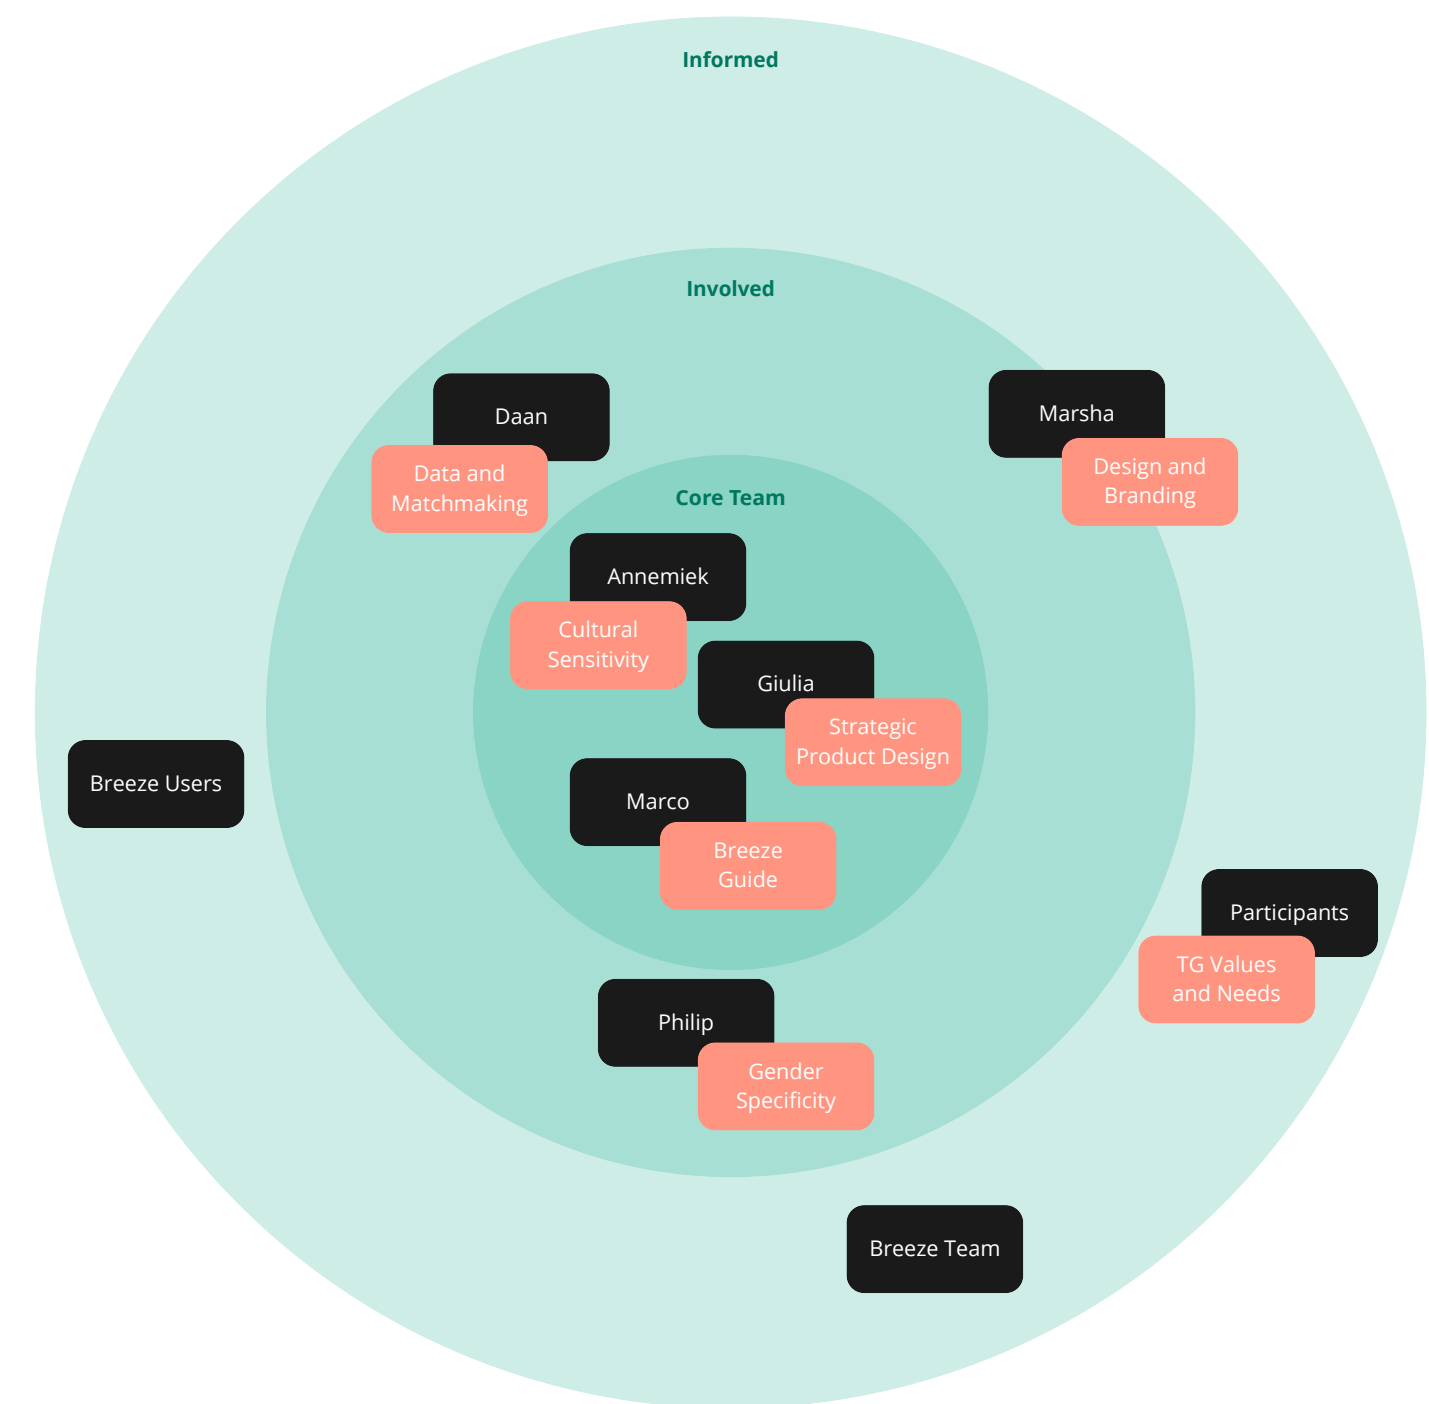 Informed
Involved
Daan
Data and
Matchmaking
Marsha
Design and
Branding
Core Team
Annemiek
Cultural
Sensitivity
Giulia
Strategic
Product Design
Marco
Breeze
Guide
Breeze Users
Participants
TG Values
and Needs
Philip
Gender
Specificity
Breeze Team